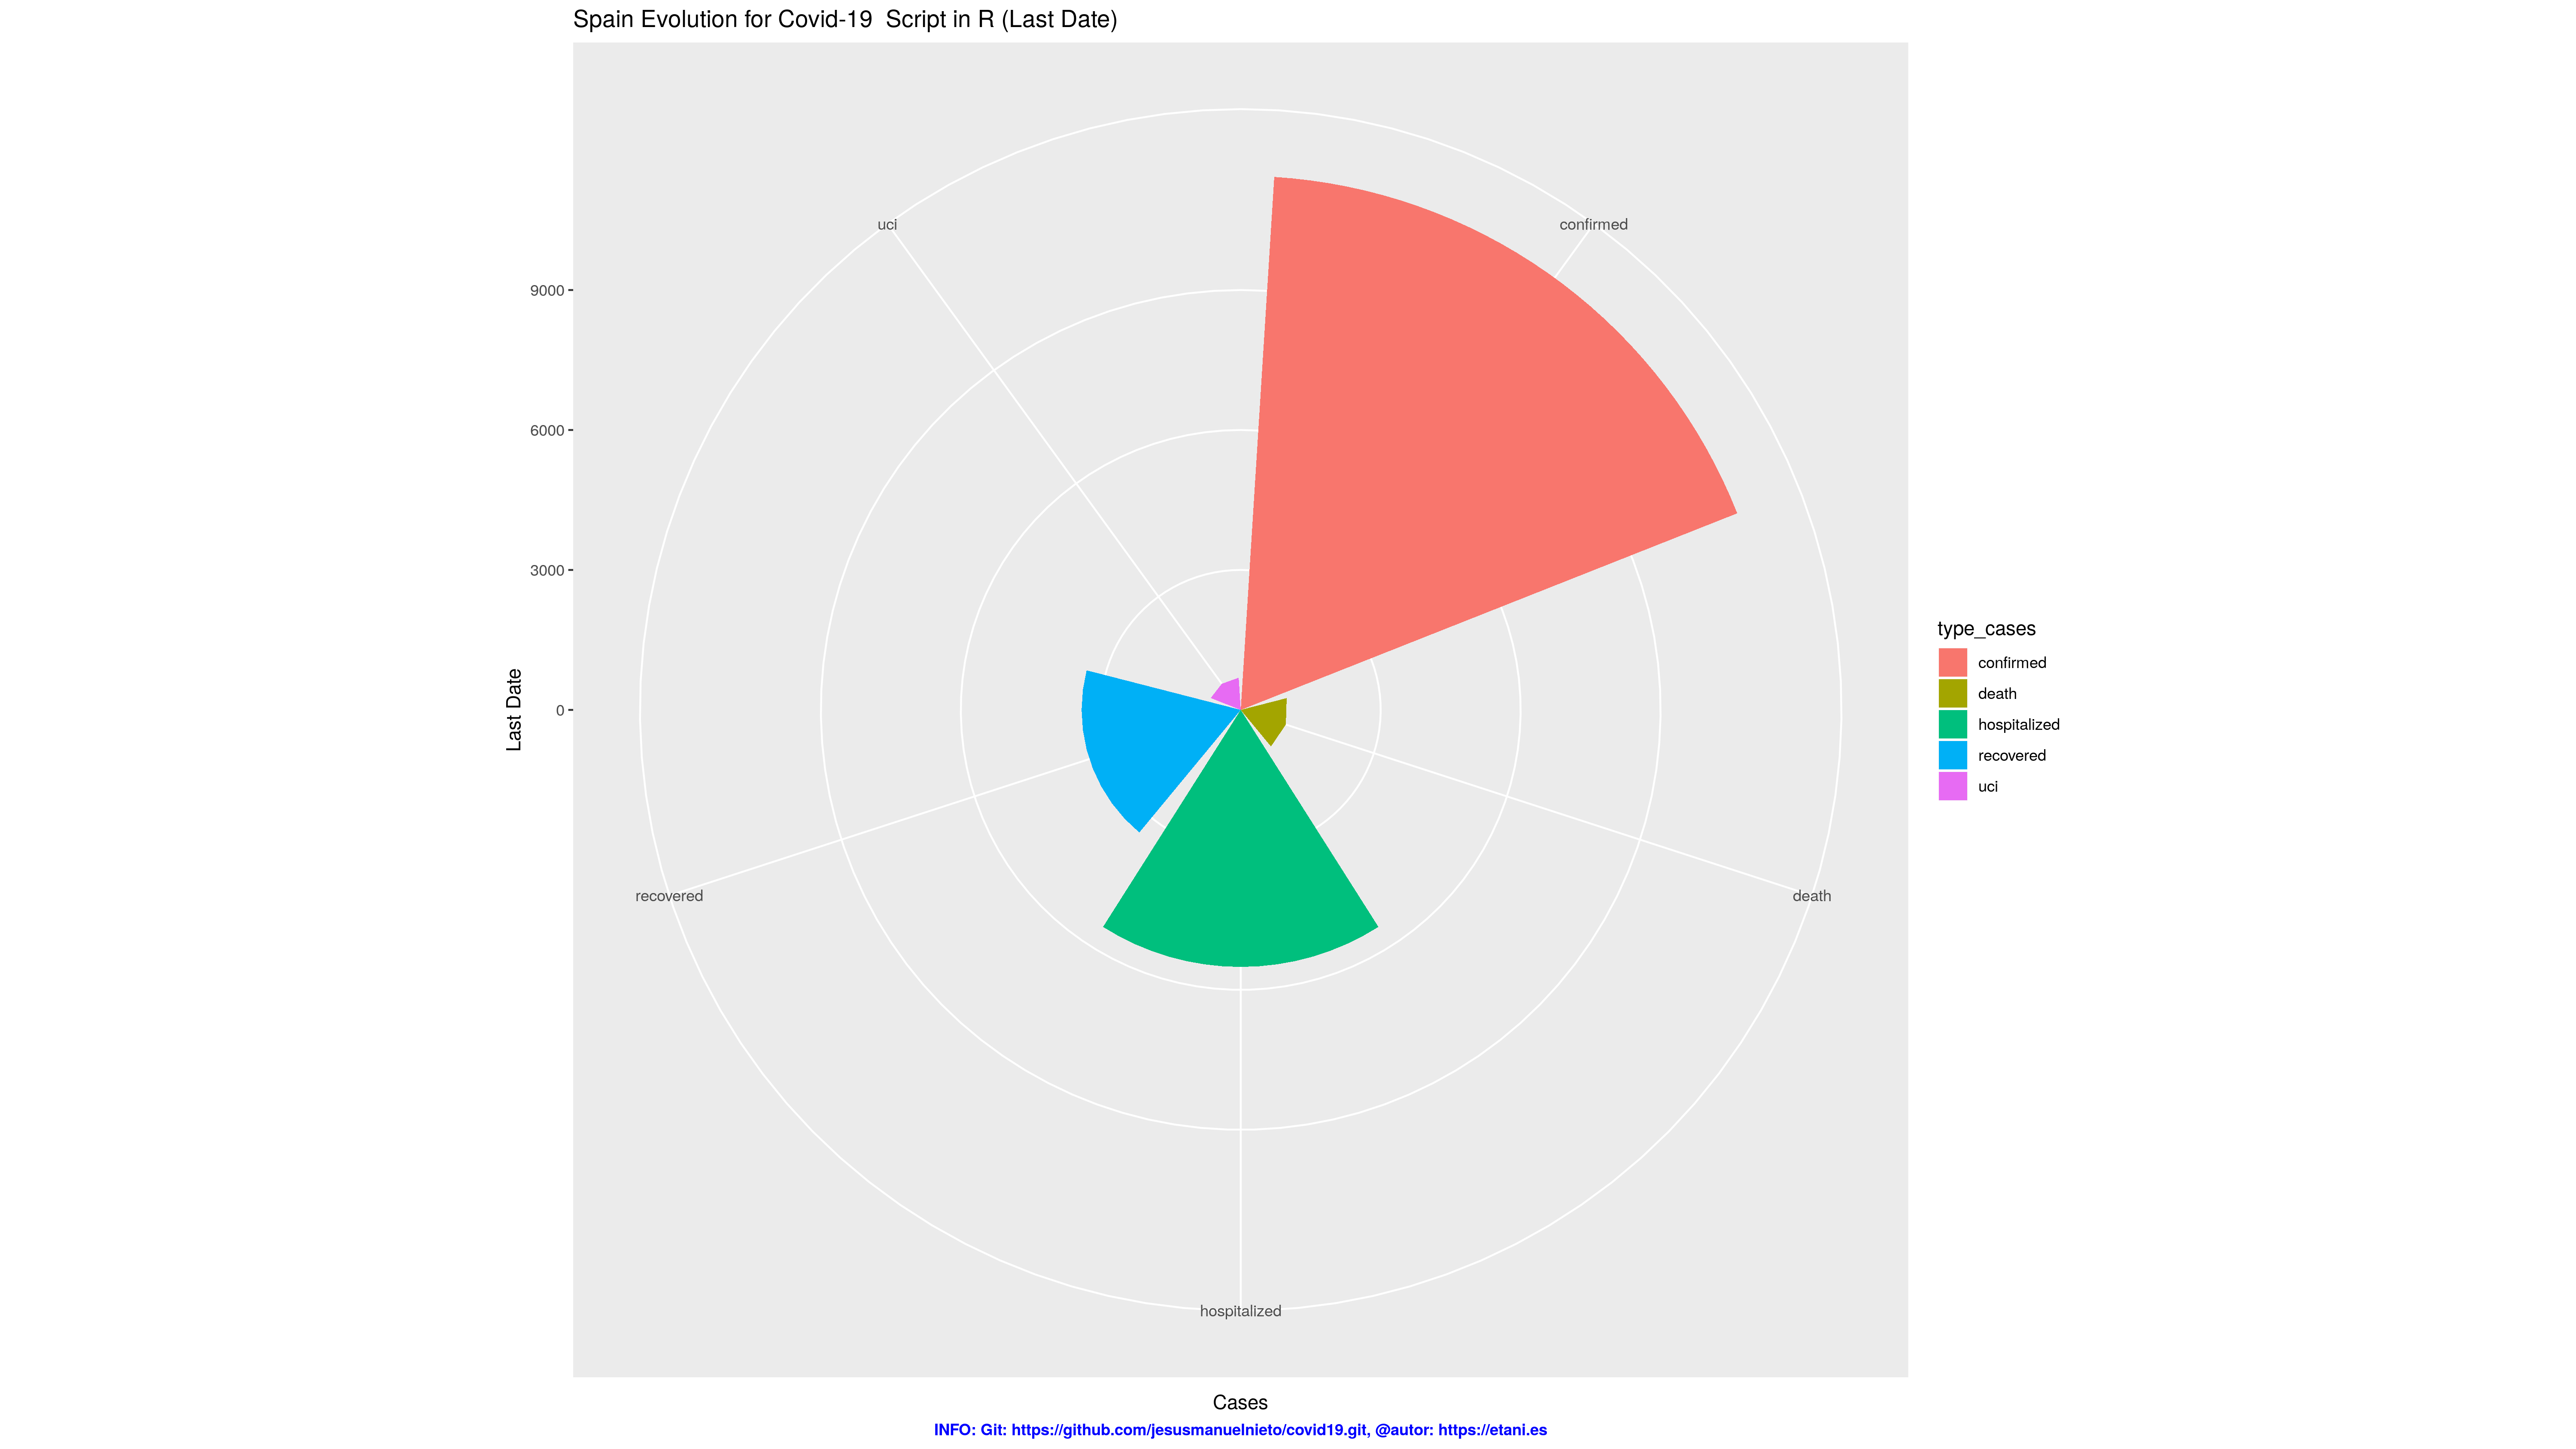 Spain Evolution for Covid-19  Script in R (Last Date)
uci
confirmed
9000
6000
3000
0
Last Date
recovered
death
hospitalized
type_cases
confirmed
death
hospitalized
recovered
uci
Cases
INFO: Git: https://github.com/jesusmanuelnieto/covid19.git, @autor: https://etani.es